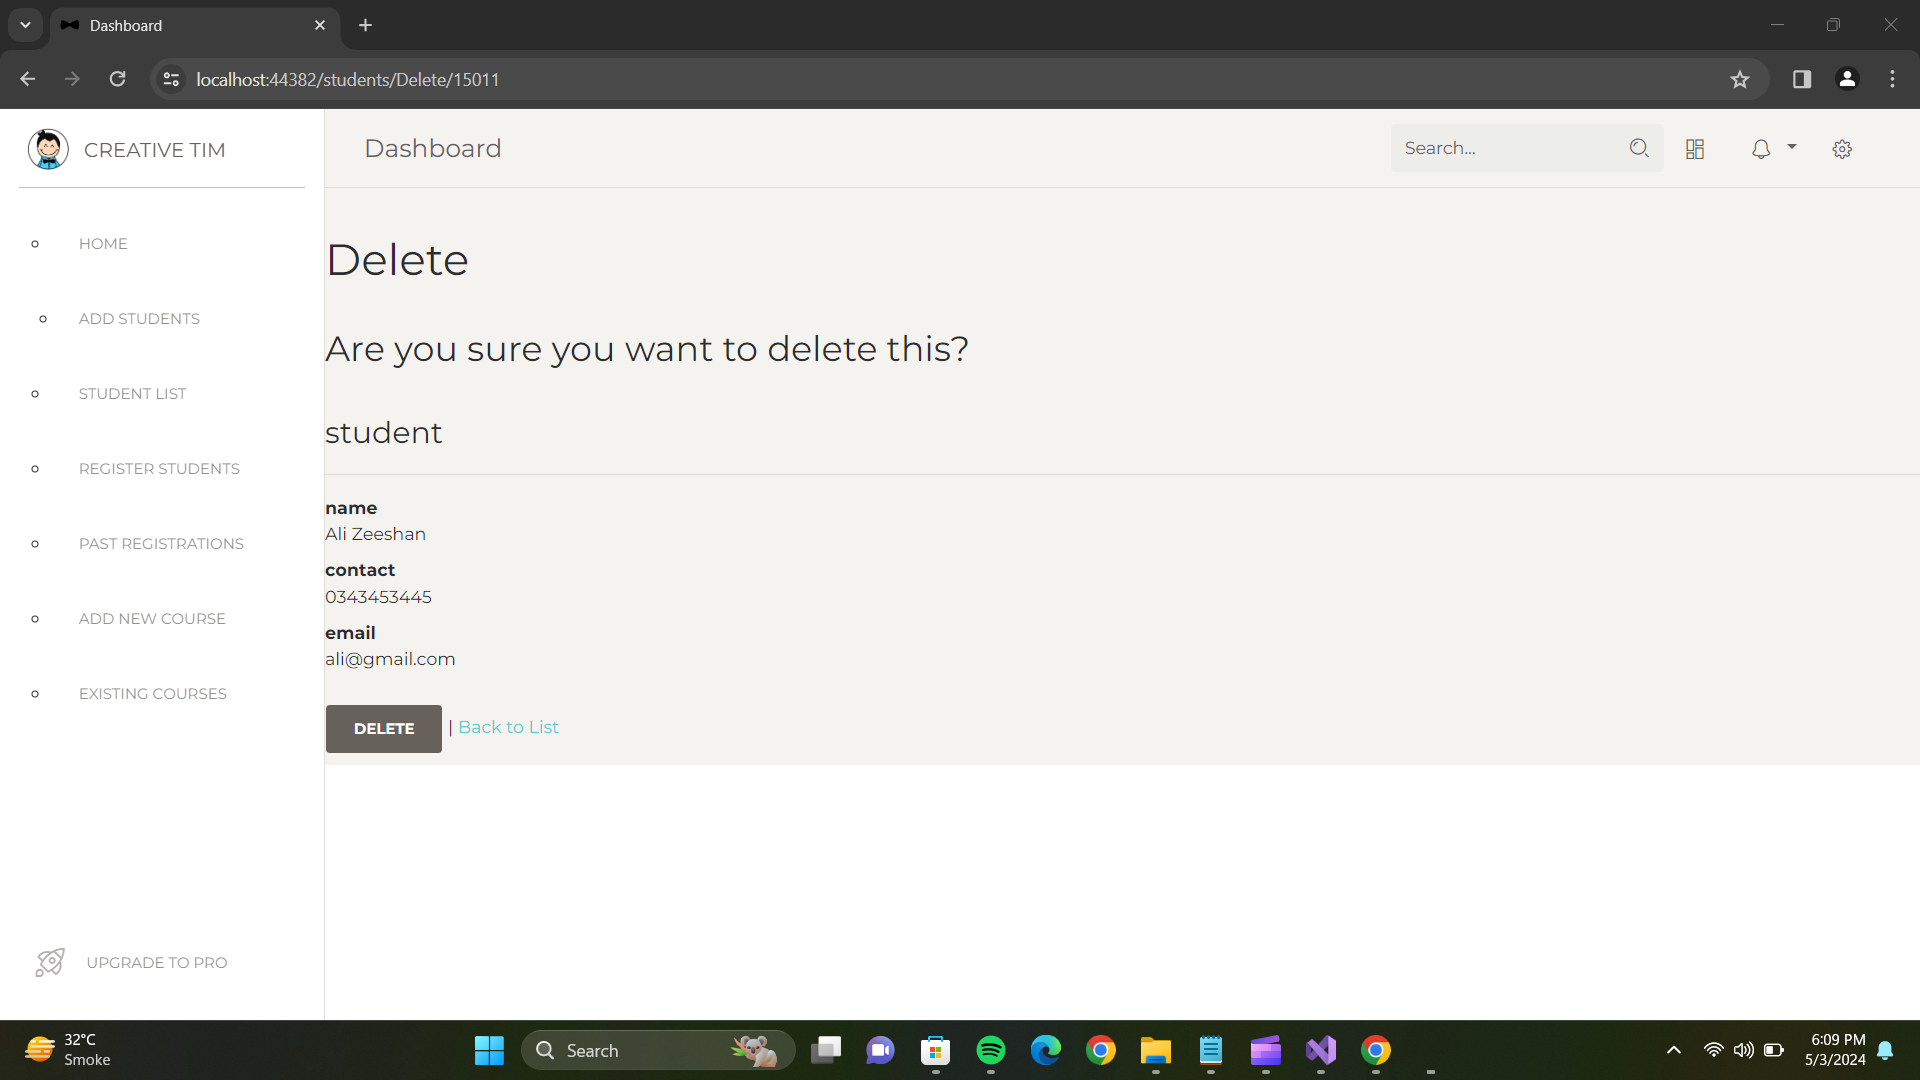 Dashboard
localhost:44382/students/Delete/15011
CREATIVE TIM
Dashboard
Search...
HOME
ADD STUDENTS
STUDENT LIST
REGISTER STUDENTS
PAST REGISTRATIONS
ADD NEW COURSE
EXISTING COURSES
UPGRADE TO PRO
Delete
Are you sure you want to delete this?
student
name
Ali Zeeshan
contact
0343453445
email
ali@gmail.com
DELETE | Back to List
32°C
Smoke
Search
6:09 PM
5/3/2024